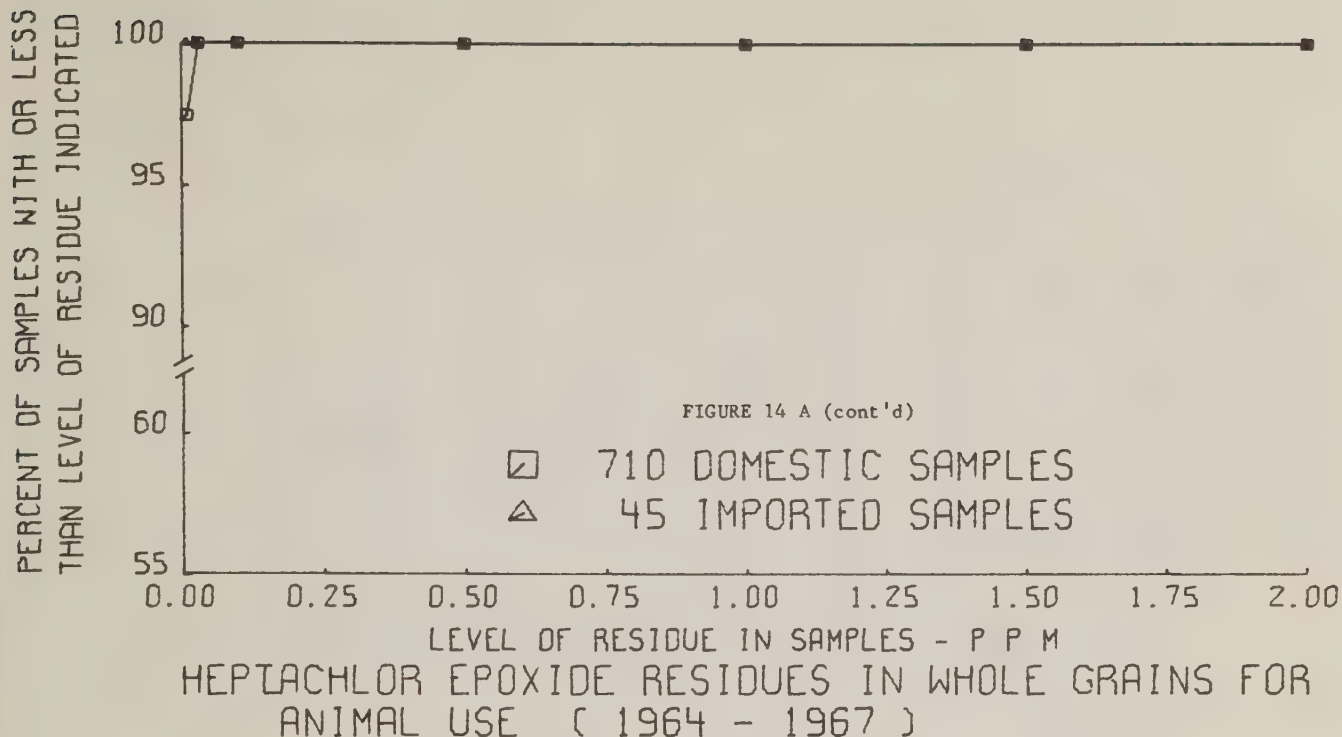 PERCENT OF SAMPLES WITH OR LESS
THAN LEVEL OF RESIDUE INDICATED
100
95
90
60
55
0.00 0.25 0.50 0.75 1.00 1.25 1.50 1.75 2.00
FIGURE 14 A (cont'd)
710 DOMESTIC SAMPLES
45 IMPORTED SAMPLES
LEVEL OF RESIDUE IN SAMPLES - P P M
HEPTACHLOR EPOXIDE RESIDUES IN WHOLE GRAINS FOR
ANIMAL USE ( 1964 - 1967 )